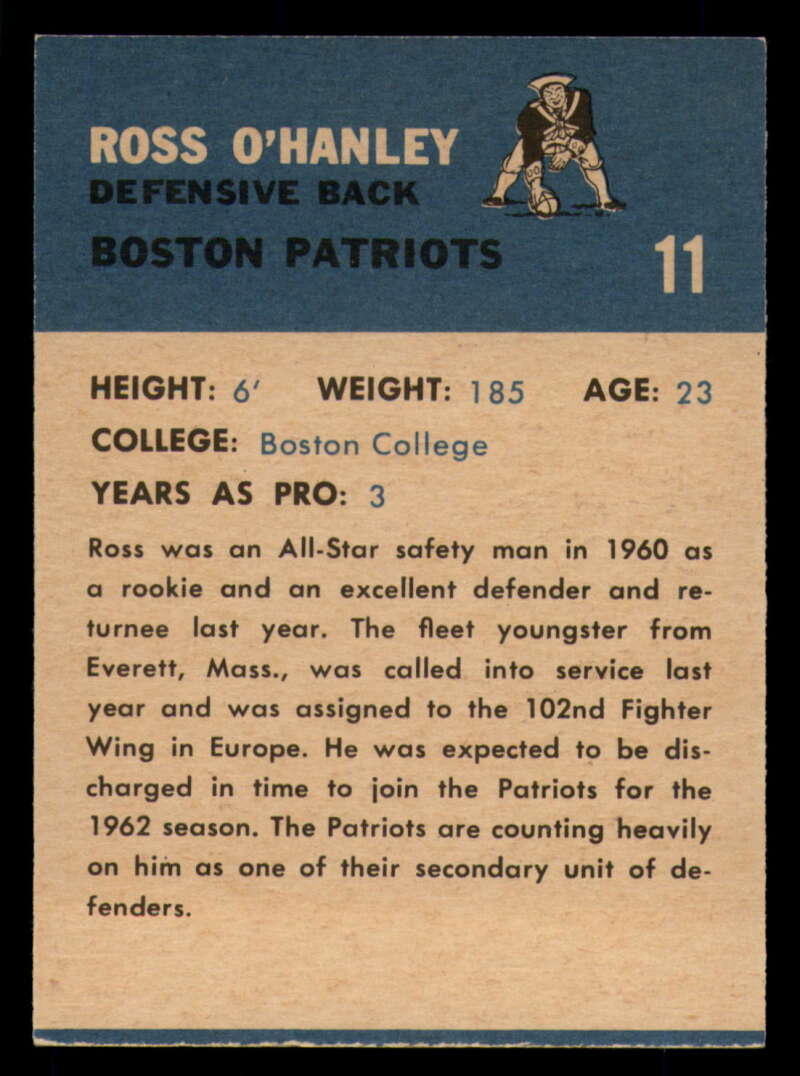 ROSS O'HANLEY
DEFENSIVE BACK
BOSTON PATRIOTS
11
HEIGHT: 6' WEIGHT: 185 AGE: 23
COLLEGE: Boston College
YEARS AS PRO: 3
Ross was an All-Star safety man in 1960 as
a rookie and an excellent defender and re-
turnee last year. The fleet youngster from
Everett, Mass., was called into service last
year and was assigned to the 102nd Fighter
Wing in Europe. He was expected to be dis-
charged in time to join the Patriots for the
1962 season. The Patriots are counting heavily
on him as one of their secondary unit of de-
fenders.